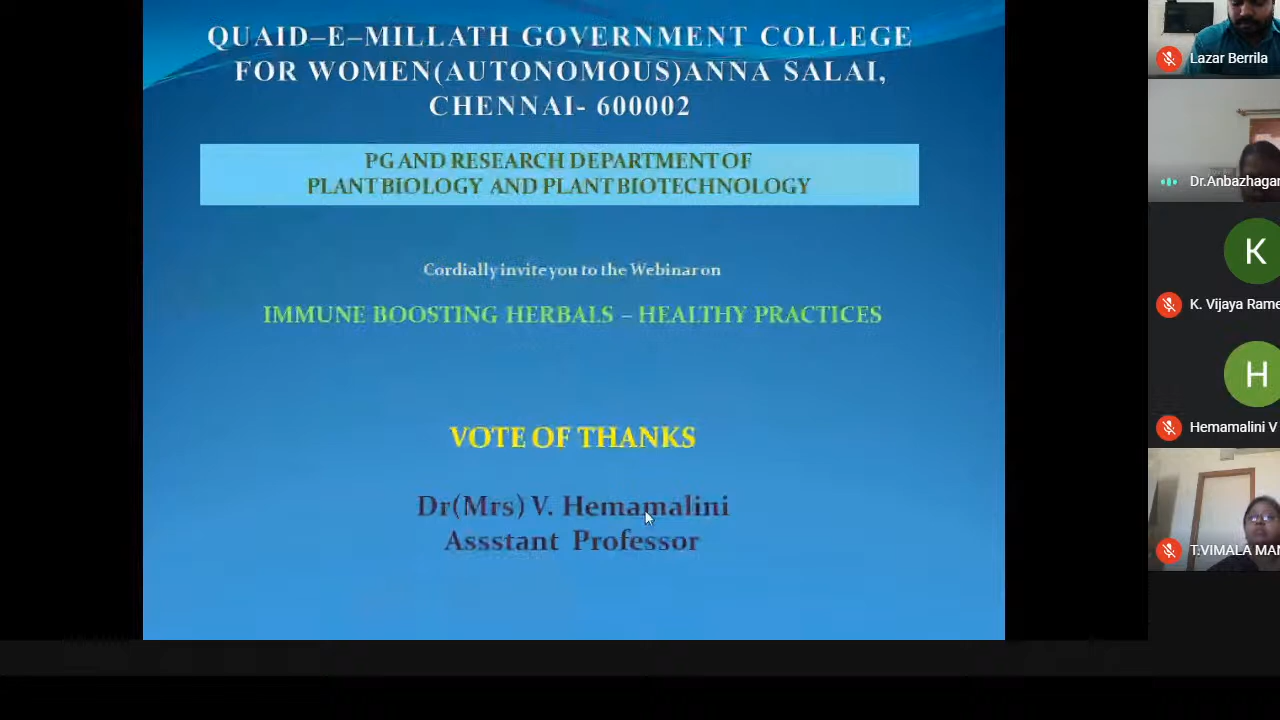 QUAID–E–MILLATH GOVERNMENT COLLEGE
FOR WOMEN(AUTONOMOUS)ANNA SALAI,
CHENNAI- 600002
PG AND RESEARCH DEPARTMENT OF
PLANT BIOLOGY AND PLANT BIOTECHNOLOGY
Cordially invite you to the Webinar on
IMMUNE BOOSTING HERBALS – HEALTHY PRACTICES
VOTE OF THANKS
Dr(Mrs) V. Hemamalini
Assstant Professor
Lazar Berrila
Dr.Anbazhagan
K
K. Vijaya Rame
H
Hemamalini V
T.VIMALA MAN